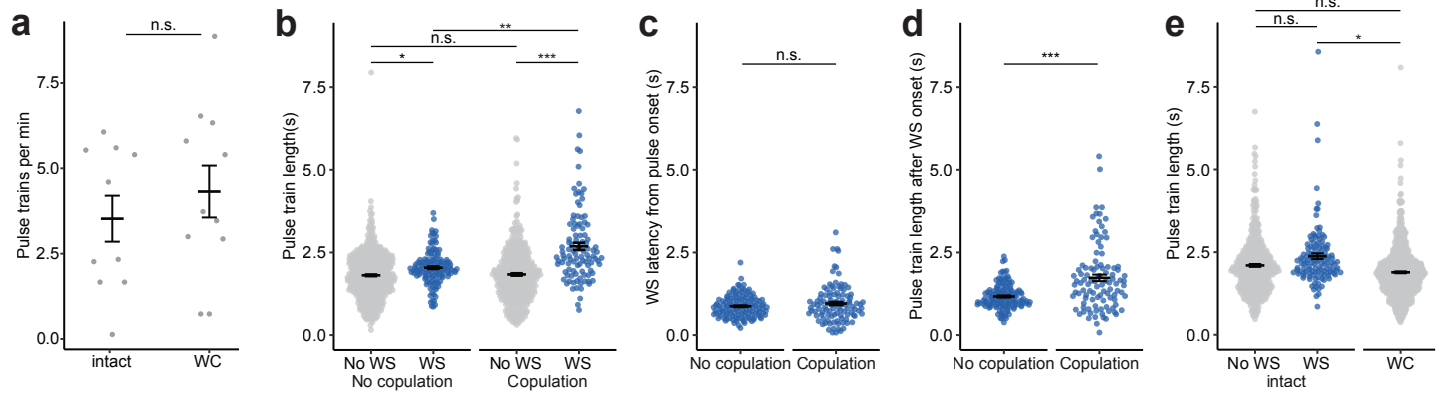 a
n.s.
Pulse trains per min
7.5
5.0
2.5
0.0
intact
WC
b
**
n.s.
*
***
Pulse train length(s)
7.5
5.0
2.5
0.0
No WS
WS
No WS
WS
No copulation
Copulation
c
n.s.
WS latency from pulse onset (s)
7.5
5.0
2.5
0.0
No copulation
Copulation
d
***
Pulse train length after WS onset (s)
7.5
5.0
2.5
0.0
No copulation
Copulation
e
n.s.
n.s.
*
Pulse train length (s)
7.5
5.0
2.5
0.0
No WS
WS
WC
intact